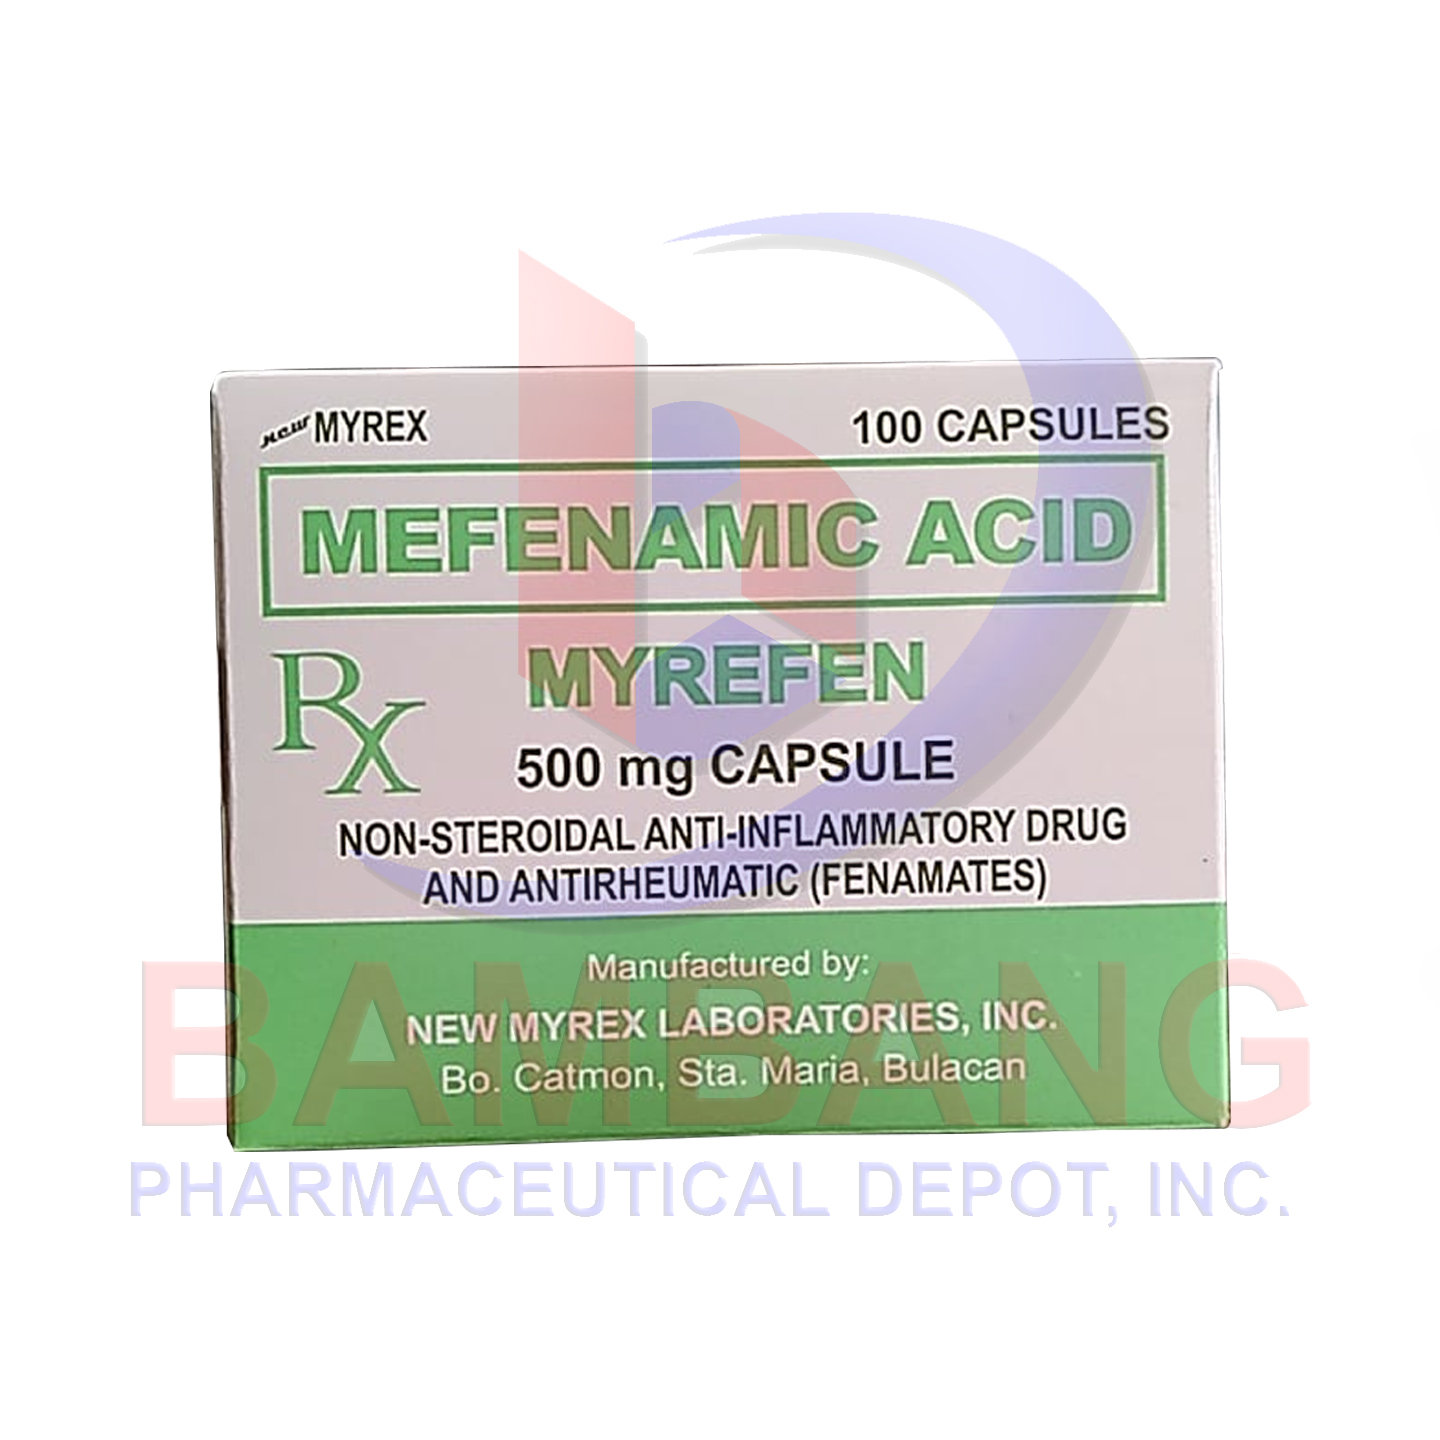 new MYREX
100 CAPSULES
MEFENAMIC ACID
Rx
MYREFEN
500 mg CAPSULE
NON-STEROIDAL ANTI-INFLAMMATORY DRUG
AND ANTIRHEUMATIC (FENAMATES)
Manufactured by:
NEW MYREX LABORATORIES, INC.
Bo. Catmon, Sta. Maria, Bulacan
BAMBANG
PHARMACEUTICAL DEPOT, INC.